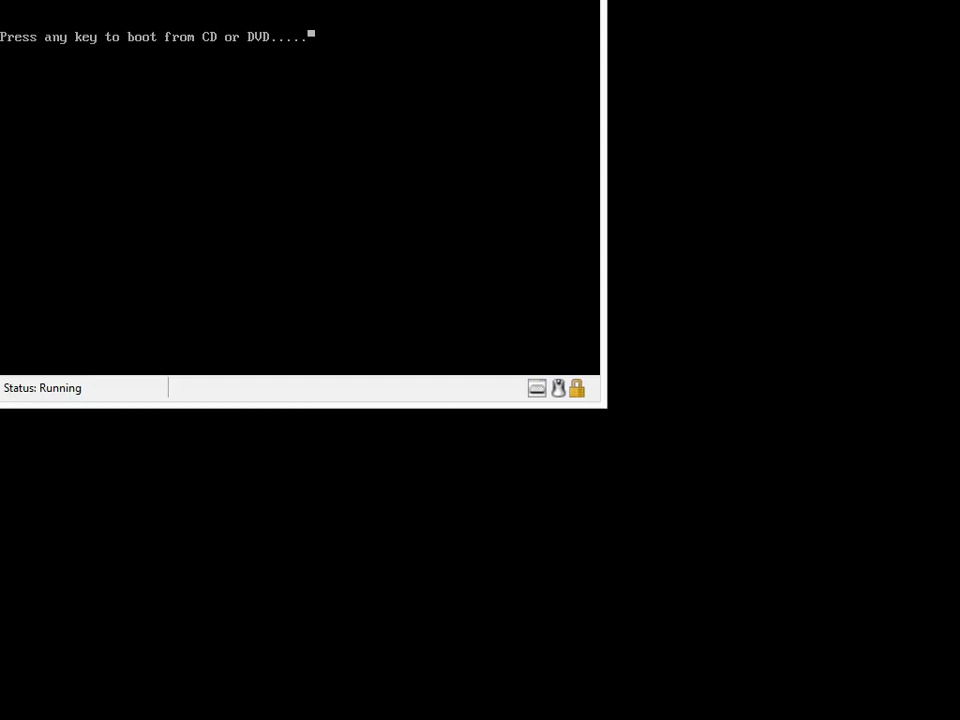 Press any key to boot from CD or DVD.....
Status: Running